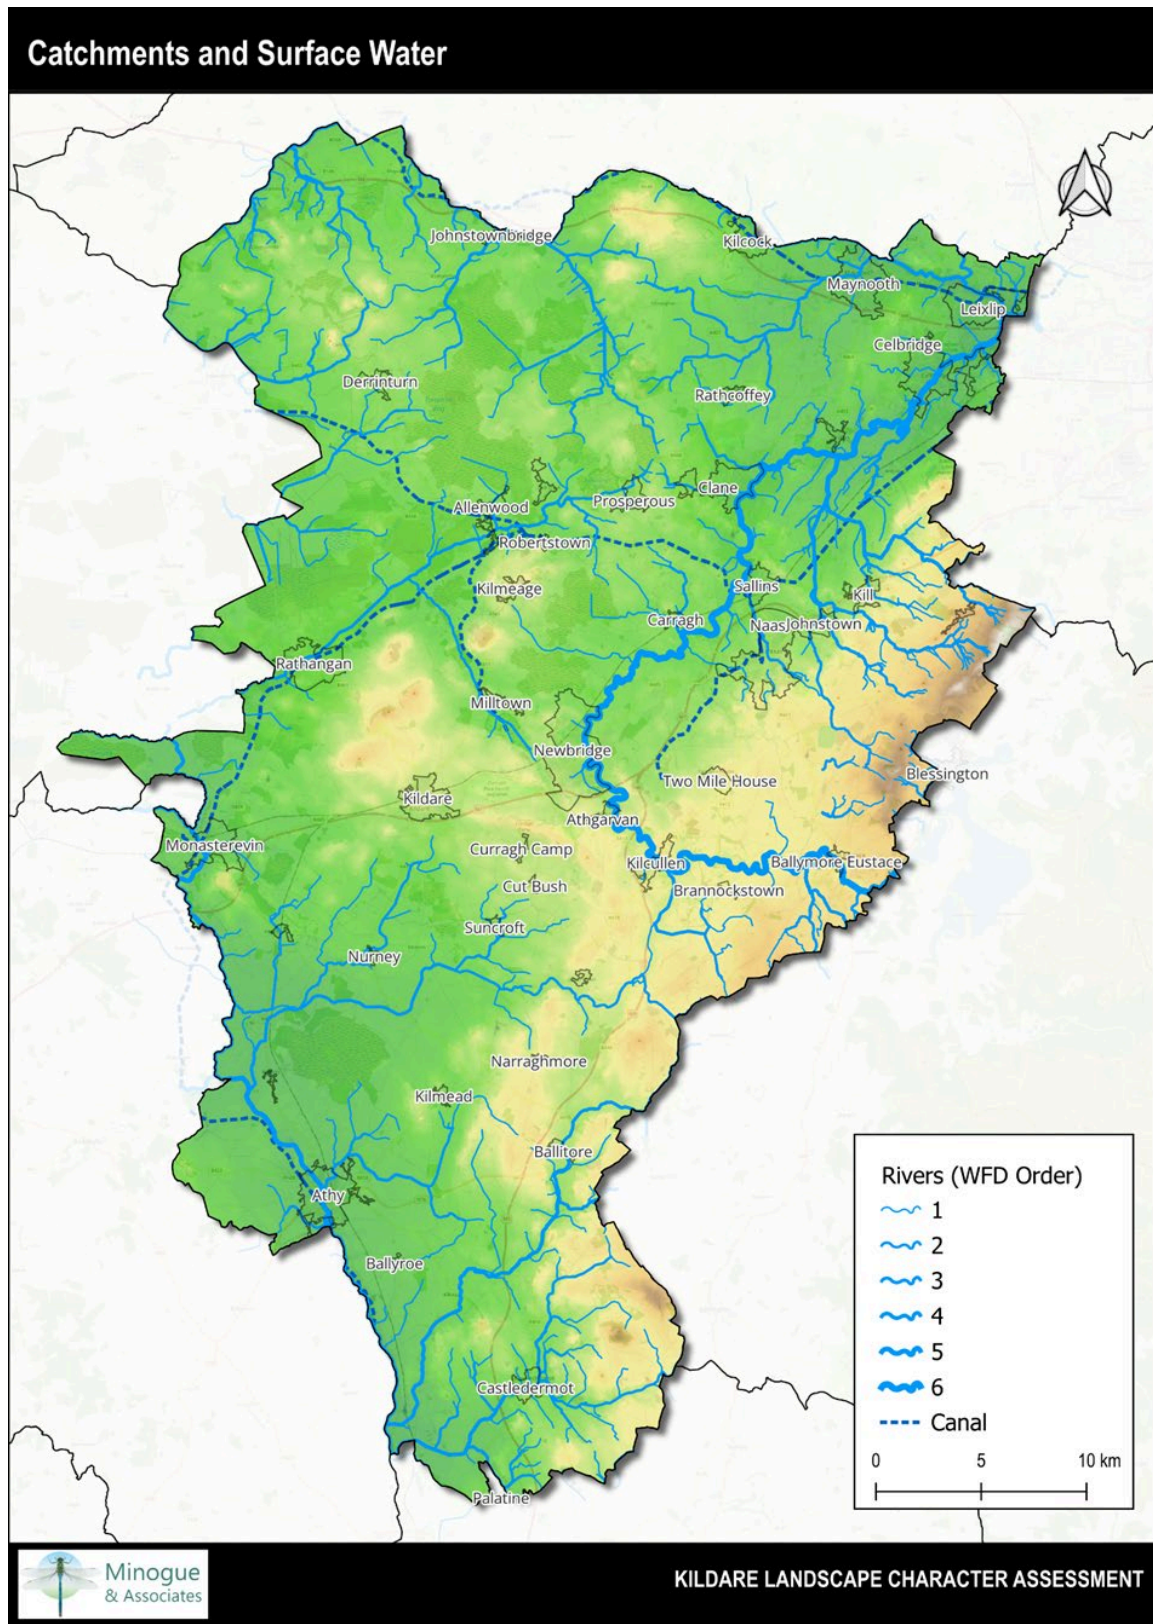 Catchments and Surface Water
Johnstownbridge
Kilcock
Maynooth
Leixlip
Celbridge
Derrinturn
Rathcoffey
Clane
Prosperous
Allenwood
Robertstown
Kilmeage
Sallins
Kill
Carragh
Naas
Johnstown
Rathangan
Milltown
Newbridge
Blessington
Two Mile House
Kildare
Athgarvan
Monasterevin
Curragh Camp
Kilcullen
Ballymore Eustace
Cut Bush
Brannockstown
Suncroft
Nurney
Narraghmore
Kilmead
Ballitore
Athy
Ballyroe
Castledermot
Palatine
Rivers (WFD Order)
1
2
3
4
5
6
Canal
0 5 10 km
Minogue
& Associates
KILDARE LANDSCAPE CHARACTER ASSESSMENT